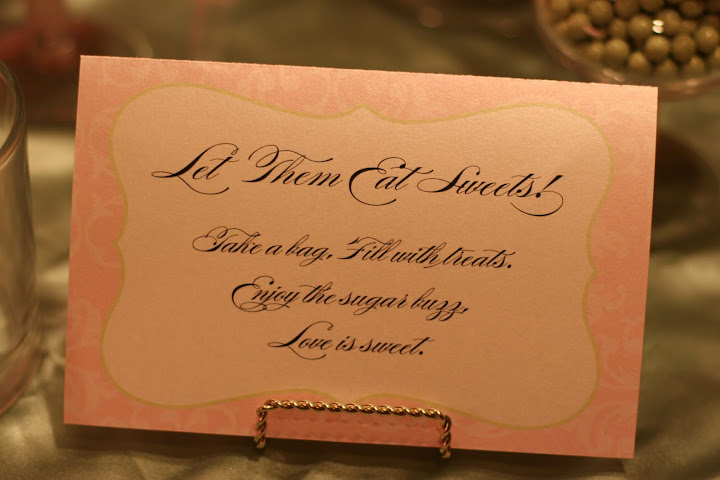 Let Them Eat Sweets!
Take a bag, Fill with treats.
Enjoy the sugar buzz,
Love is sweet.